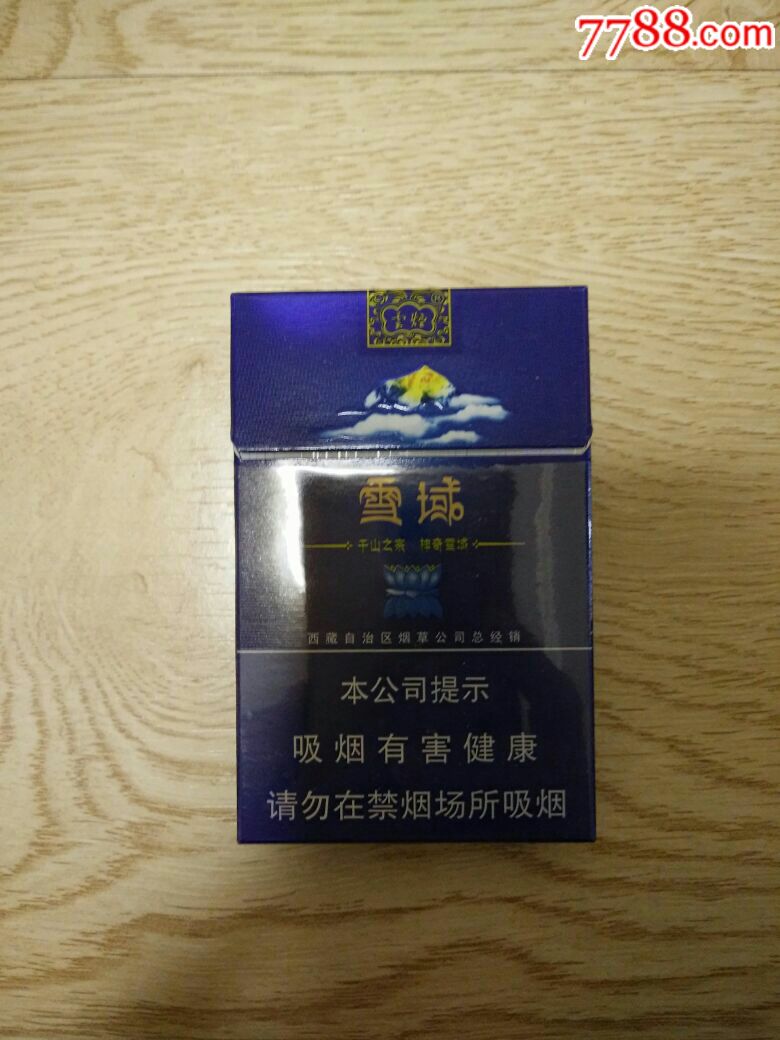 7788.com
云烟
雪域
千山之宗 神奇雪域
西藏自治区烟草公司总经销
本公司提示
吸烟有害健康
请勿在禁烟场所吸烟